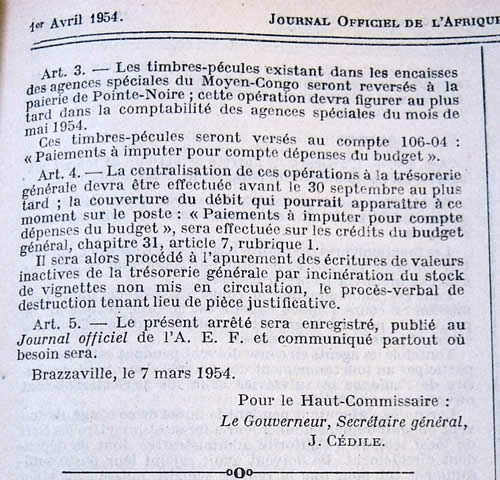 1er Avril 1954.
JOURNAL OFFICIEL DE L'AFRIQUE
Art. 3. — Les timbres-pécules existant dans les encaisses
des agences spéciales du Moyen-Congo seront reversés à la
paierie de Pointe-Noire ; cette opération devra figurer au plus
tard dans la comptabilité des agences spéciales du mois de
mai 1954.
Ces timbres-pécules seront versés au compte 106-04 :
« Paiements à imputer pour compte dépenses du budget ».
Art. 4. — La centralisation de ces opérations à la trésorerie
générale devra être effectuée avant le 30 septembre au plus
tard ; la couverture du débit qui pourrait apparaître à ce
moment sur le poste : « Paiements à imputer pour compte
dépenses du budget », sera effectuée sur les crédits du budget
général, chapitre 31, article 7, rubrique 1.
Il sera alors procédé à l'apurement des écritures de valeurs
inactives de la trésorerie générale par incinération du stock
de vignettes non mis en circulation, le procès-verbal de
destruction tenant lieu de pièce justificative.
Art. 5. — Le présent arrêté sera enregistré, publié au
Journal officiel de l'A. E. F. et communiqué partout où
besoin sera.
Brazzaville, le 7 mars 1954.
Pour le Haut-Commissaire :
Le Gouverneur, Secrétaire général,
J. CÉDILE.